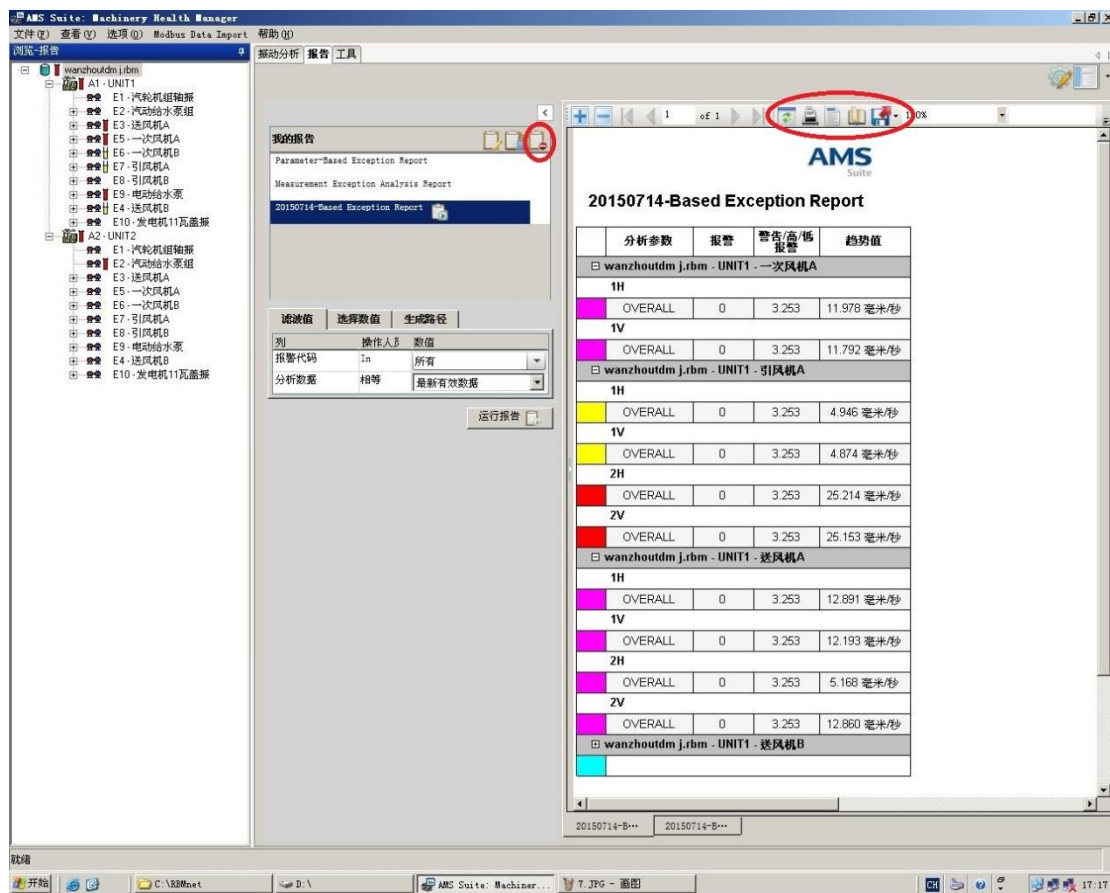 AMS Suite: Machinery Health Manager
文件(F) 查看(V) 选项(O) Modbus Data Import 帮助(H)
浏览-报告
振动分析 报告 工具
wanzhoutdm j.rbm
A1 - UNIT1
E1 - 汽轮机组轴振
E2 - 汽动给水泵组
E3 - 送风机A
E5 - 一次风机A
E6 - 一次风机B
E7 - 引风机A
E8 - 引风机B
E9 - 电动给水泵
E4 - 送风机B
E10 - 发电机11瓦盖振
A2 - UNIT2
E1 - 汽轮机组轴振
E2 - 汽动给水泵组
E3 - 送风机A
E5 - 一次风机A
E6 - 一次风机B
E7 - 引风机A
E8 - 引风机B
E9 - 电动给水泵
E4 - 送风机B
E10 - 发电机11瓦盖振
我的报告
Parameter-Based Exception Report
Measurement Exception Analysis Report
20150714-Based Exception Report
滤波值 选择数值 生成路径
列 操作人员 数值
报警代码 In 所有
分析数据 相等 最新有效数据
运行报告
1 of 1
AMS
Suite
20150714-Based Exception Report
分析参数 报警 警告/高/低报警 趋势值
wanzhoutdm j.rbm - UNIT1 - 一次风机A
1H
OVERALL 0 3.253 11.978 毫米/秒
1V
OVERALL 0 3.253 11.792 毫米/秒
wanzhoutdm j.rbm - UNIT1 - 引风机A
1H
OVERALL 0 3.253 4.946 毫米/秒
1V
OVERALL 0 3.253 4.874 毫米/秒
2H
OVERALL 0 3.253 25.214 毫米/秒
2V
OVERALL 0 3.253 25.153 毫米/秒
wanzhoutdm j.rbm - UNIT1 - 送风机A
1H
OVERALL 0 3.253 12.891 毫米/秒
1V
OVERALL 0 3.253 12.193 毫米/秒
2H
OVERALL 0 3.253 5.168 毫米/秒
2V
OVERALL 0 3.253 12.860 毫米/秒
wanzhoutdm j.rbm - UNIT1 - 送风机B
20150714-B… 20150714-B…
就绪
开始 C:\RBMnet D:\ AMS Suite: Machiner... 7.JPG - 画图 CH 17:17